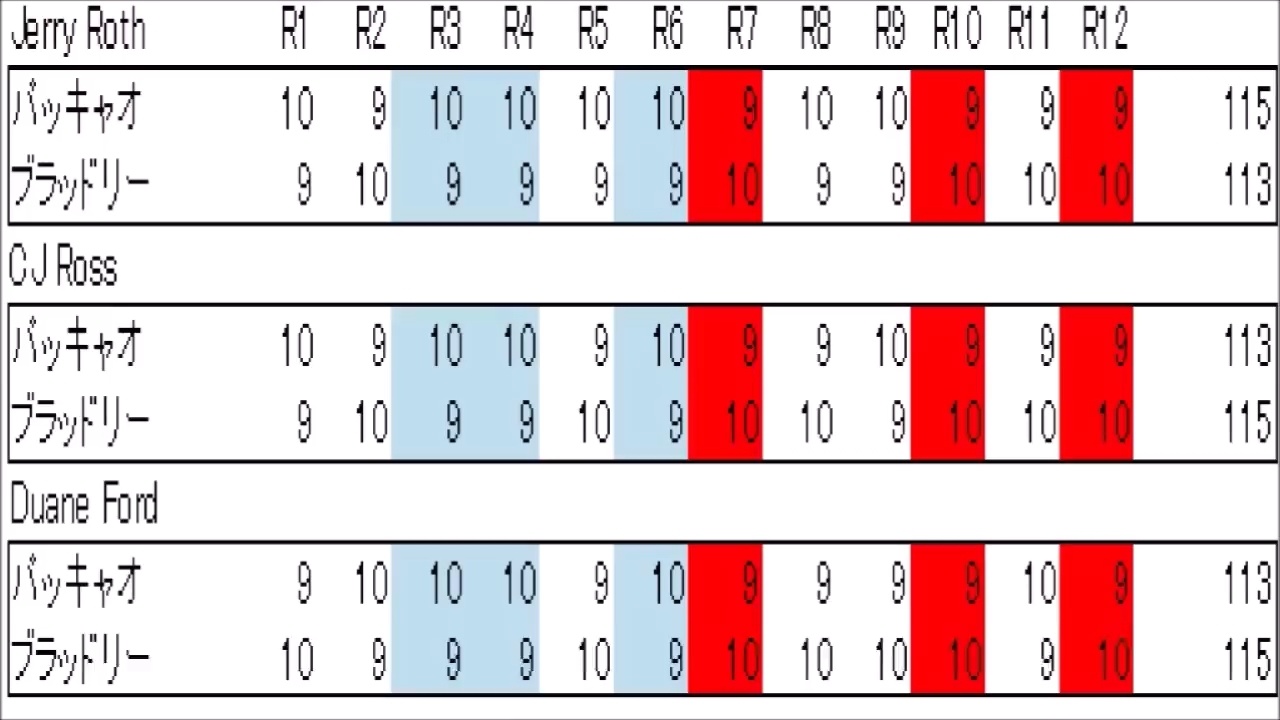 Jerry Roth R1 R2 R3 R4 R5 R6 R7 R8 R9 R10 R11 R12
パッキャオ 10 9 10 10 10 10 9 10 10 9 9 9 115
ブラッドリー 9 10 9 9 9 9 10 9 9 10 10 10 113
CJ Ross
パッキャオ 10 9 10 10 9 10 9 9 10 9 9 9 113
ブラッドリー 9 10 9 9 10 9 10 10 9 10 10 10 115
Duane Ford
パッキャオ 9 10 10 10 9 10 9 9 9 9 10 9 113
ブラッドリー 10 9 9 9 10 9 10 10 10 10 9 10 115